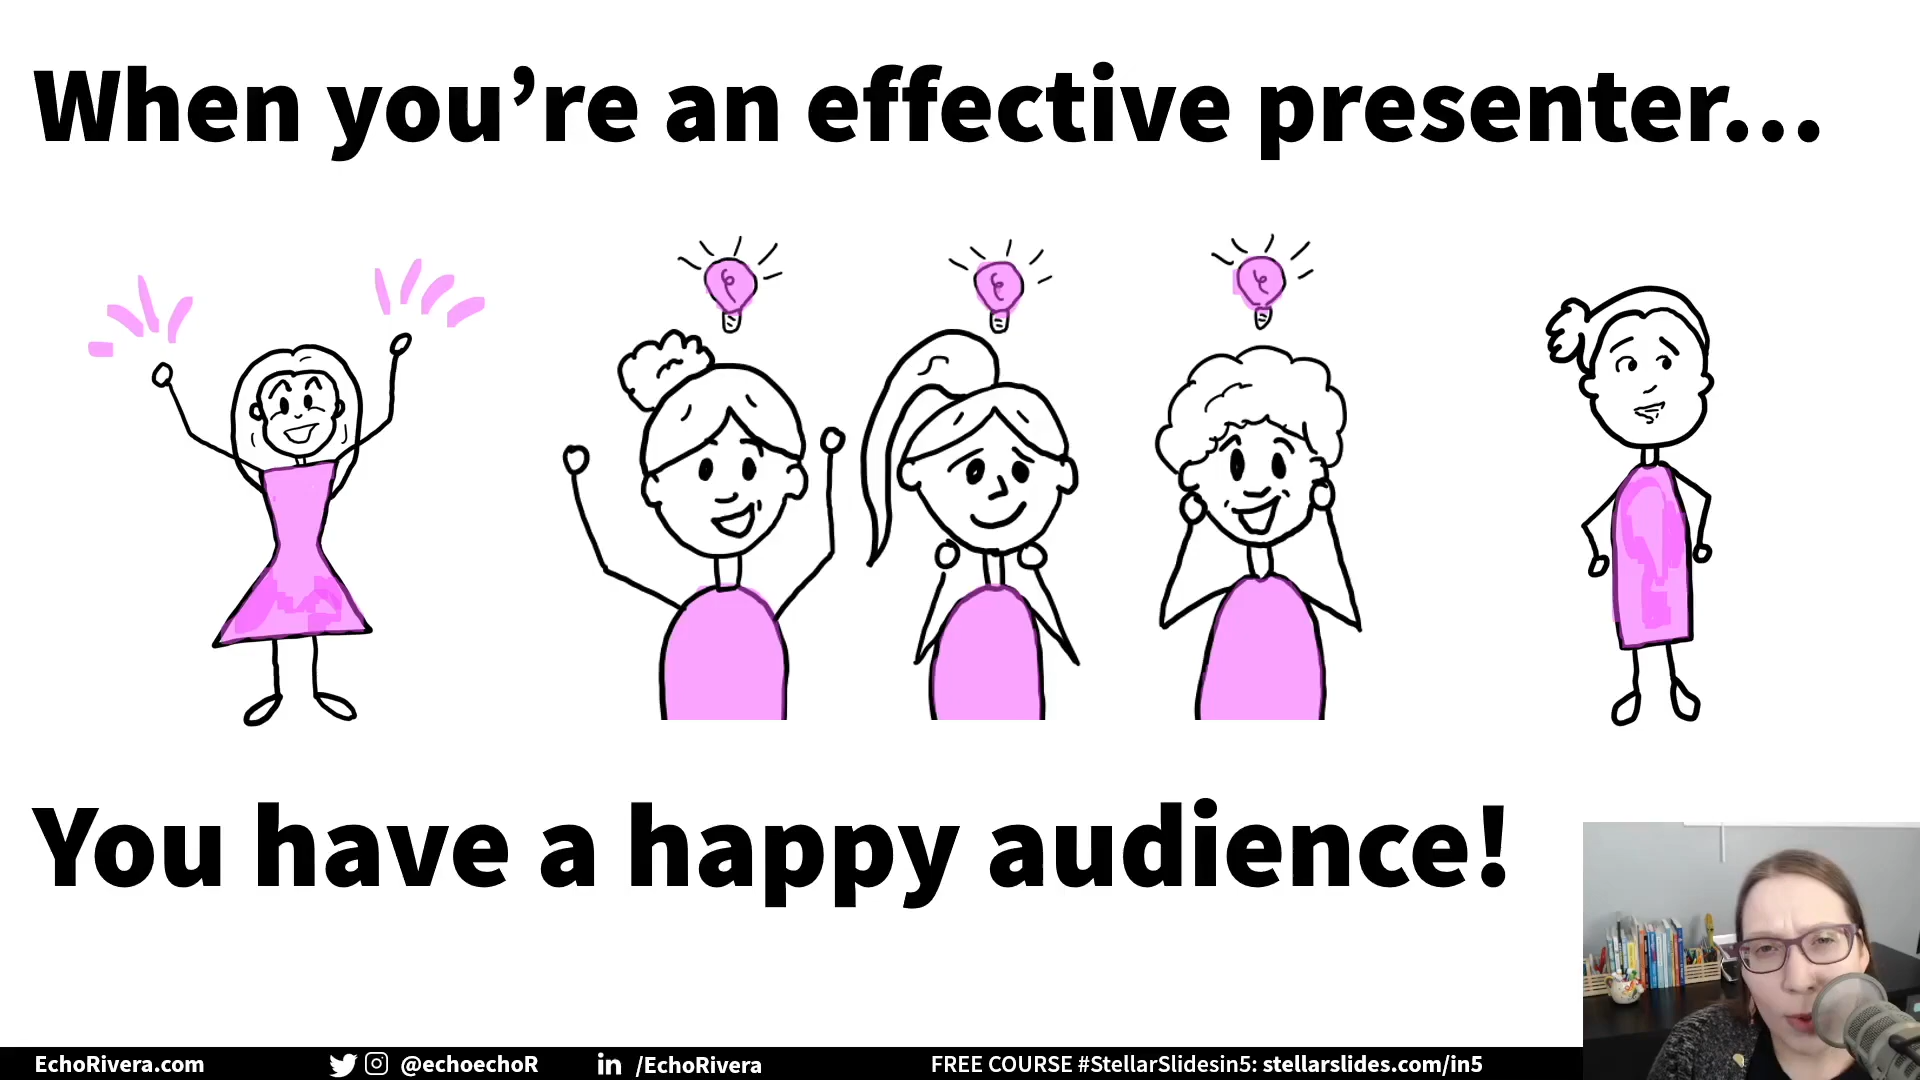 When you’re an effective presenter...
You have a happy audience!
EchoRivera.com @echoechoR /EchoRivera FREE COURSE #StellarSlidesin5: stellarslides.com/in5